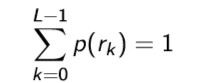 L-1
∑ p(r_k) = 1
k=0